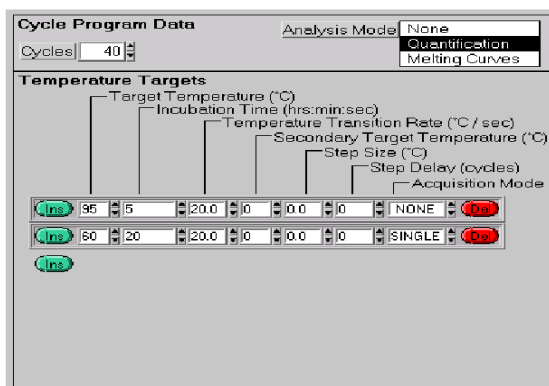 Cycle Program Data
Cycles 40
Analysis Mode None
Quantification
Melting Curves
Temperature Targets
Target Temperature (°C)
Incubation Time (hrs:min:sec)
Temperature Transition Rate (°C / sec)
Secondary Target Temperature (°C)
Step Size (°C)
Step Delay (cycles)
Acquisition Mode
Ins 95 5 20.0 0 0.0 0 NONE Del
Ins 60 20 20.0 0 0.0 0 SINGLE Del
Ins